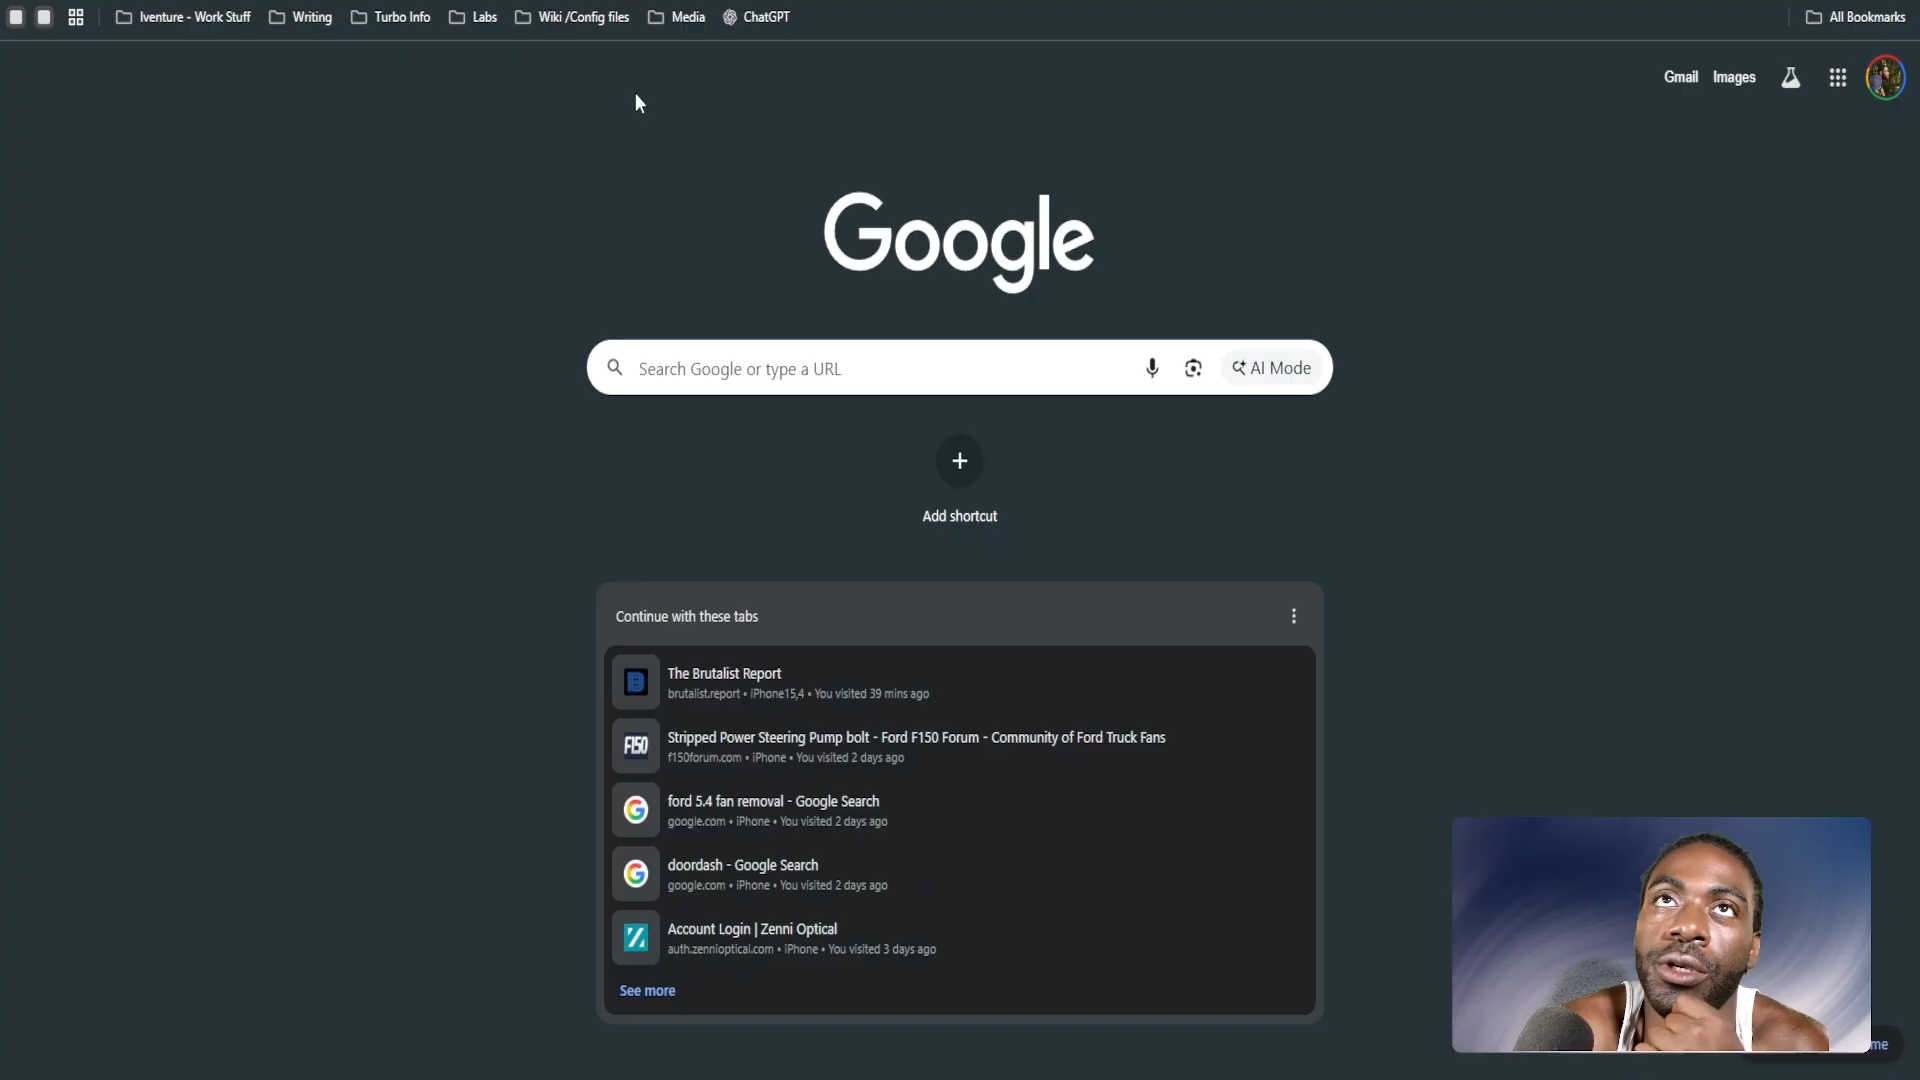 Iventure - Work Stuff Writing Turbo Info Labs Wiki /Config files Media ChatGPT All Bookmarks
Gmail Images
Google
Search Google or type a URL AI Mode
Add shortcut
Continue with these tabs
The Brutalist Report
brutalist.report • iPhone15,4 • You visited 39 mins ago
F150
Stripped Power Steering Pump bolt - Ford F150 Forum - Community of Ford Truck Fans
f150forum.com • iPhone • You visited 2 days ago
ford 5.4 fan removal - Google Search
google.com • iPhone • You visited 2 days ago
doordash - Google Search
google.com • iPhone • You visited 2 days ago
Account Login | Zenni Optical
auth.zennioptical.com • iPhone • You visited 3 days ago
See more